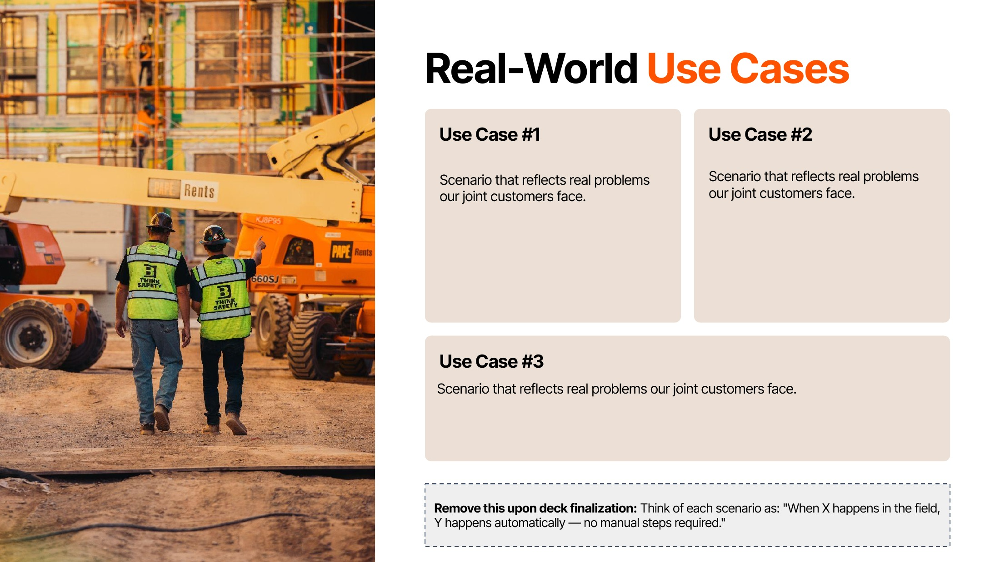 Real-World Use Cases
Use Case #1
Scenario that reflects real problems
our joint customers face.
Use Case #2
Scenario that reflects real problems
our joint customers face.
Use Case #3
Scenario that reflects real problems our joint customers face.
Remove this upon deck finalization: Think of each scenario as: "When X happens in the field,
Y happens automatically — no manual steps required."
PAPÉ Rents
KJ8P95
PAPÉ Rents
660SJ
B
THINK
SAFETY
B
THINK
SAFETY